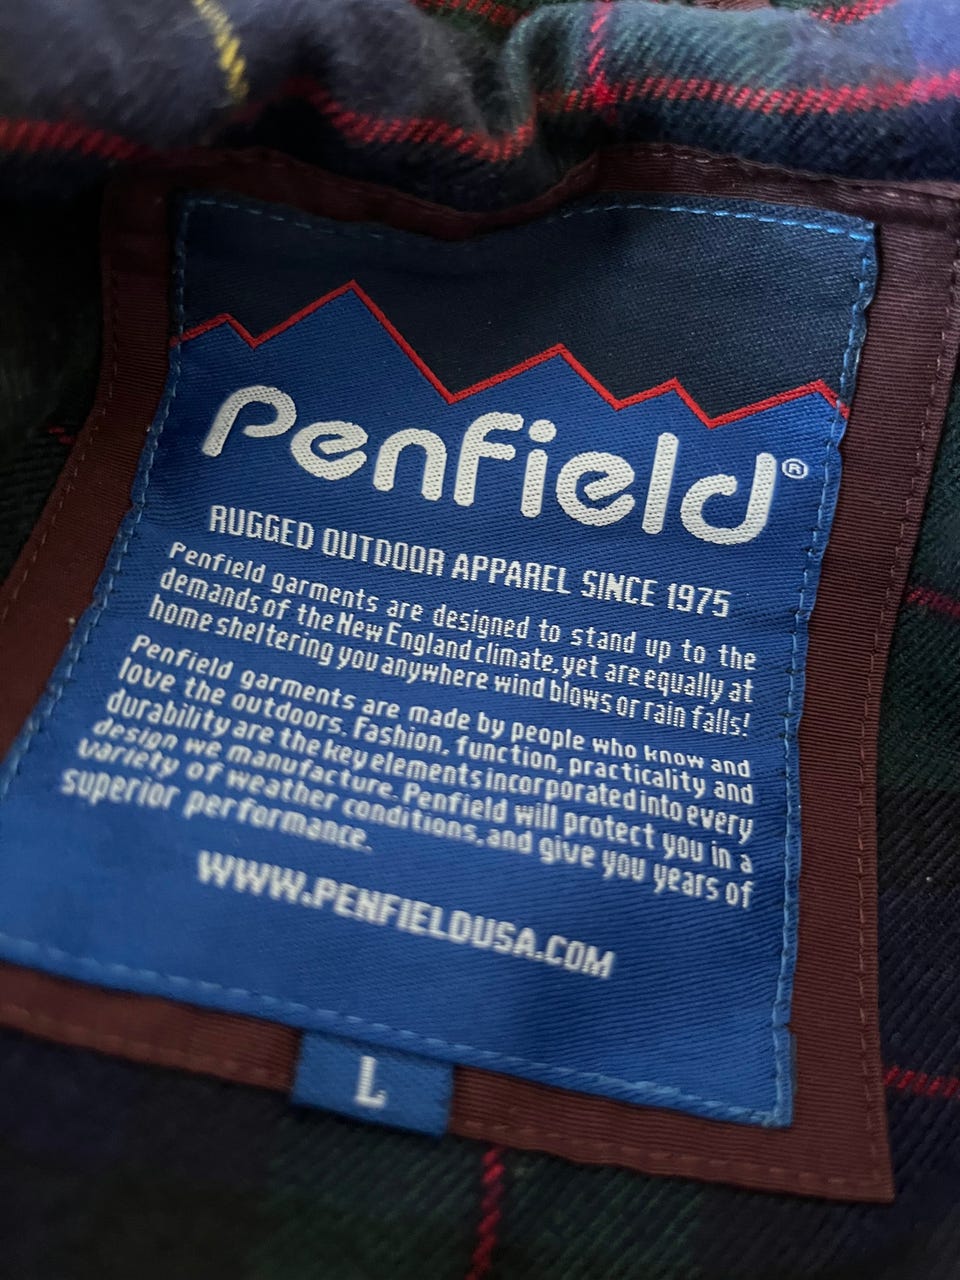 Penfield®
RUGGED OUTDOOR APPAREL SINCE 1975
Penfield garments are designed to stand up to the
demands of the New England climate, yet are equally at
home sheltering you anywhere wind blows or rain falls!
Penfield garments are made by people who know and
love the outdoors. Fashion, function, practicality and
durability are the key elements incorporated into every
design we manufacture. Penfield will protect you in a
variety of weather conditions, and give you years of
superior performance.
WWW.PENFIELDUSA.COM
L